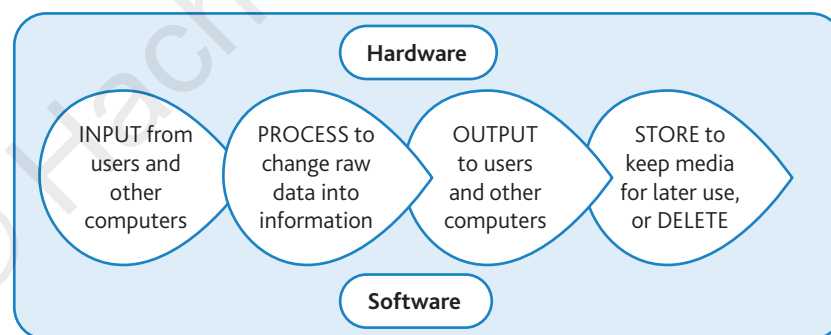 Hardware
INPUT from
users and
other
computers
PROCESS to
change raw
data into
information
OUTPUT
to users
and other
computers
STORE to
keep media
for later use,
or DELETE
Software
© Hach